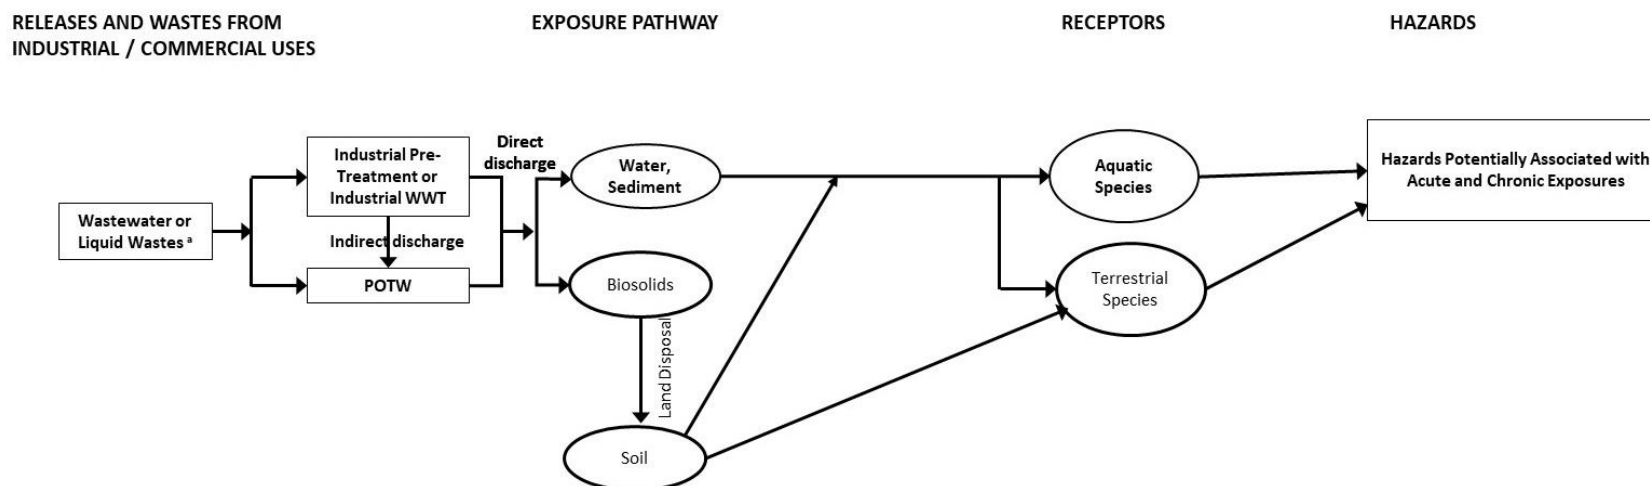 RELEASES AND WASTES FROM
INDUSTRIAL / COMMERCIAL USES
EXPOSURE PATHWAY
RECEPTORS
HAZARDS
Wastewater or
Liquid Wastes ᵃ
Industrial Pre-
Treatment or
Industrial WWT
Indirect discharge
POTW
Direct
discharge
Water,
Sediment
Biosolids
Land Disposal
Soil
Aquatic
Species
Terrestrial
Species
Hazards Potentially Associated with
Acute and Chronic Exposures